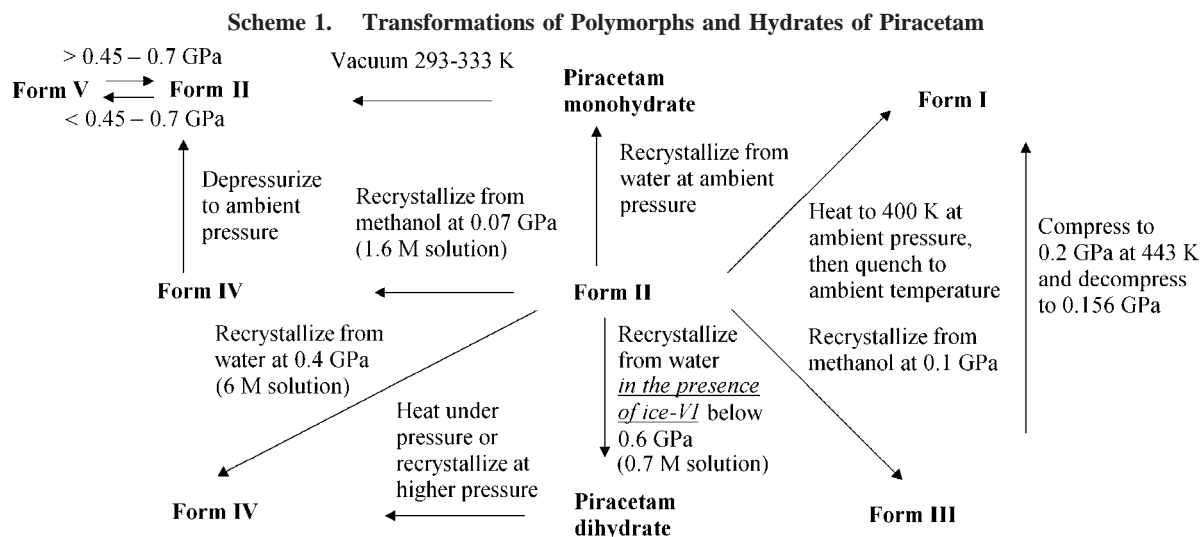 Scheme 1. Transformations of Polymorphs and Hydrates of Piracetam
> 0.45 – 0.7 GPa
Form V
Form II
< 0.45 – 0.7 GPa
Vacuum 293-333 K
Piracetam
monohydrate
Form I
Depressurize
to ambient
pressure
Recrystallize from
methanol at 0.07 GPa
(1.6 M solution)
Recrystallize from
water at ambient
pressure
Heat to 400 K at
ambient pressure,
then quench to
ambient temperature
Compress to
0.2 GPa at 443 K
and decompress
to 0.156 GPa
Form IV
Form II
Recrystallize from
water at 0.4 GPa
(6 M solution)
Recrystallize
from water
in the presence
of ice-VI below
0.6 GPa
(0.7 M solution)
Recrystallize from
methanol at 0.1 GPa
Heat under
pressure or
recrystallize at
higher pressure
Form IV
Piracetam
dihydrate
Form III